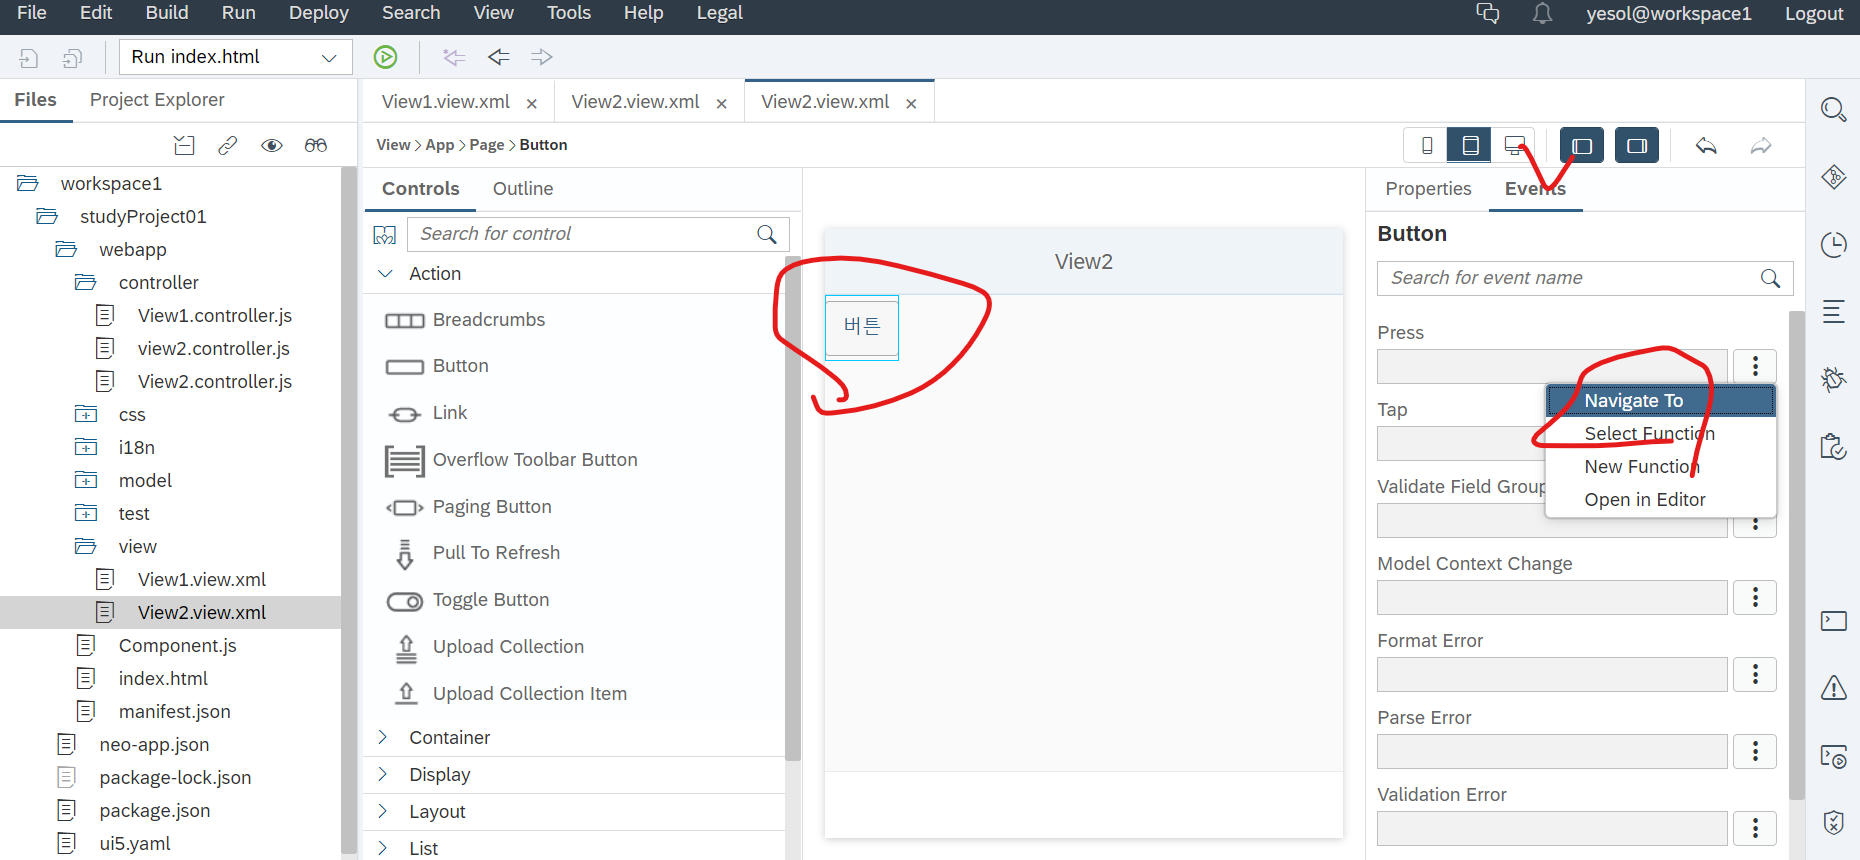 File Edit Build Run Deploy Search View Tools Help Legal yesol@workspace1 Logout
Run index.html
Files Project Explorer
View1.view.xml × View2.view.xml × View2.view.xml ×
View > App > Page > Button
workspace1
studyProject01
webapp
controller
View1.controller.js
view2.controller.js
View2.controller.js
css
i18n
model
test
view
View1.view.xml
View2.view.xml
Component.js
index.html
manifest.json
neo-app.json
package-lock.json
package.json
ui5.yaml
Controls Outline
Search for control
Action
Breadcrumbs
Button
Link
Overflow Toolbar Button
Paging Button
Pull To Refresh
Toggle Button
Upload Collection
Upload Collection Item
Container
Display
Layout
List
View2
버튼
Properties Events
Button
Search for event name
Press
Navigate To
Select Function
New Function
Open in Editor
Tap
Validate Field Group
Model Context Change
Format Error
Parse Error
Validation Error